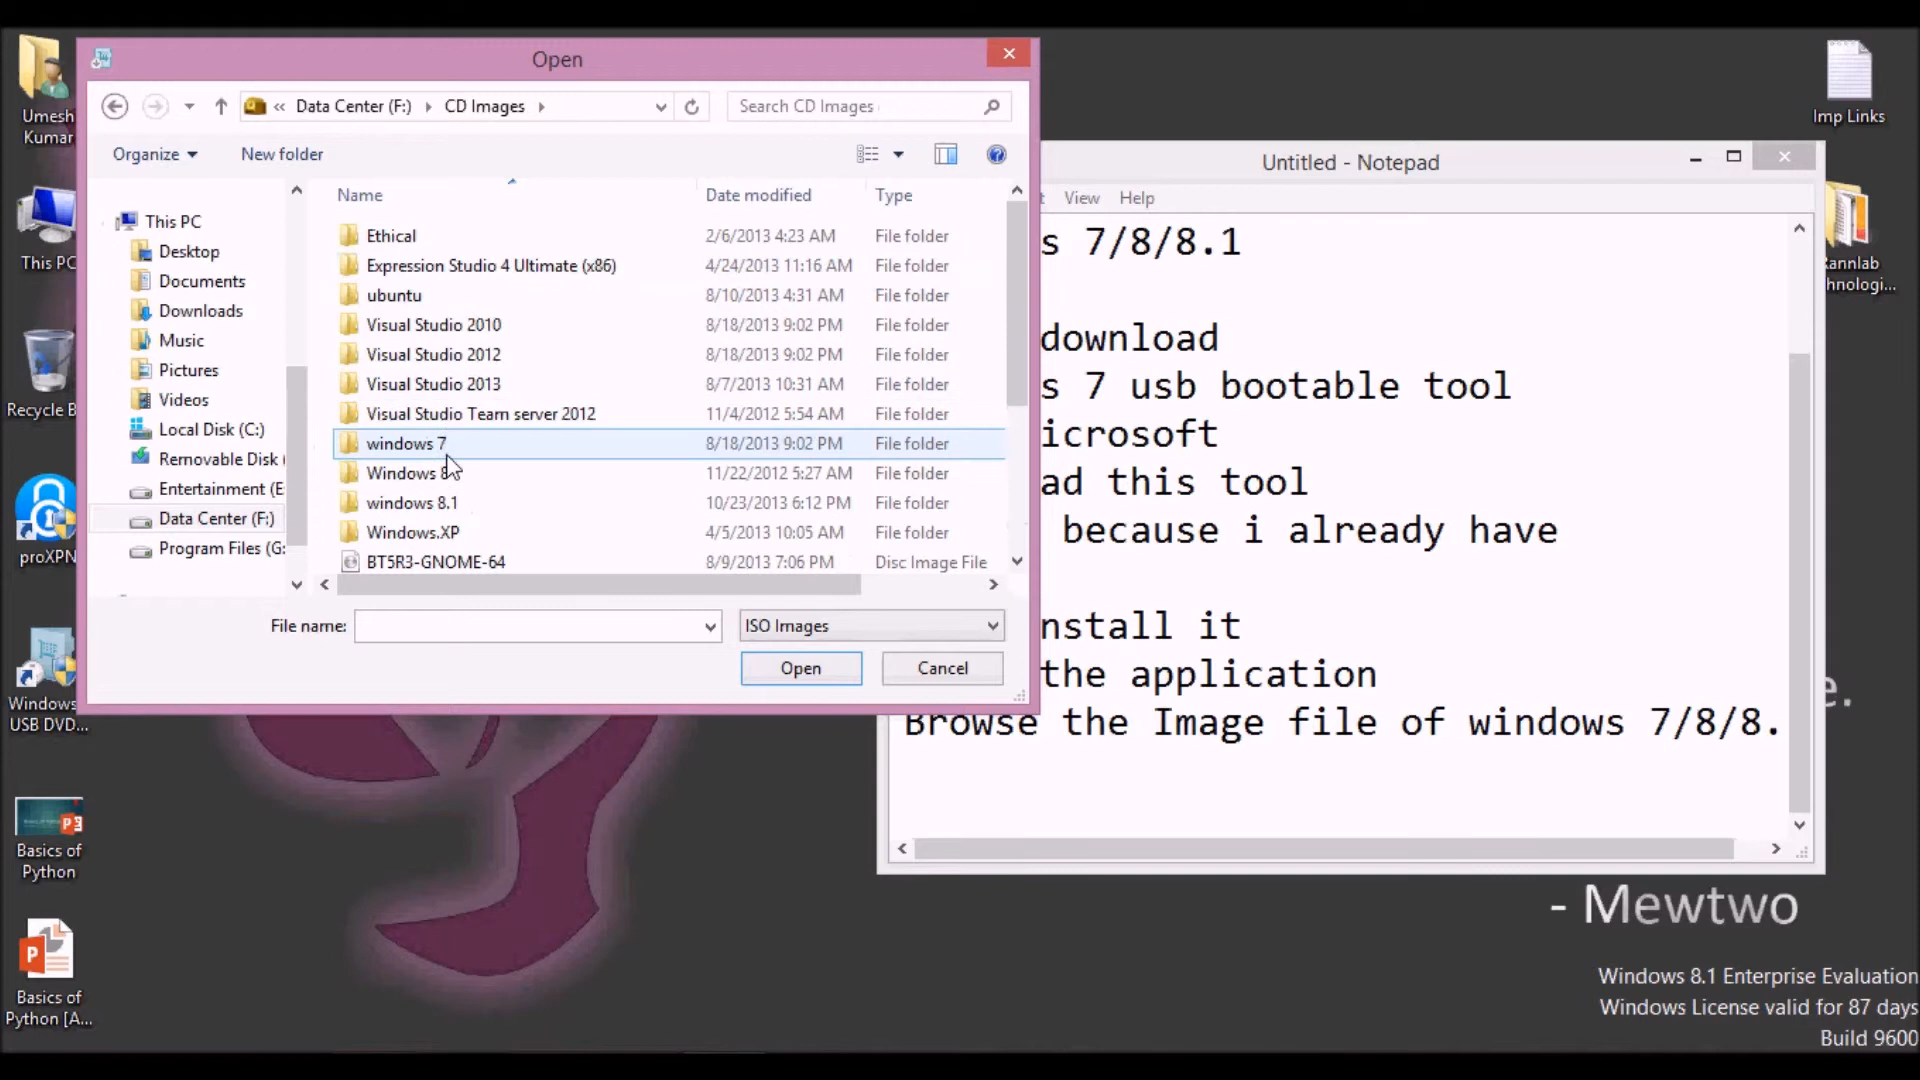 Umesh
Kumar
This PC
Recycle B
proXPN
Windows
USB DVD...
Basics of
Python
Basics of
Python [A...
Open
« Data Center (F:) CD Images
Search CD Images
Organize
New folder
This PC
Desktop
Documents
Downloads
Music
Pictures
Videos
Local Disk (C:)
Removable Disk (
Entertainment (E
Data Center (F:)
Program Files (G:
Name Date modified Type
Ethical 2/6/2013 4:23 AM File folder
Expression Studio 4 Ultimate (x86) 4/24/2013 11:16 AM File folder
ubuntu 8/10/2013 4:31 AM File folder
Visual Studio 2010 8/18/2013 9:02 PM File folder
Visual Studio 2012 8/18/2013 9:02 PM File folder
Visual Studio 2013 8/7/2013 10:31 AM File folder
Visual Studio Team server 2012 11/4/2012 5:54 AM File folder
windows 7 8/18/2013 9:02 PM File folder
Windows 8 11/22/2012 5:27 AM File folder
windows 8.1 10/23/2013 6:12 PM File folder
Windows.XP 4/5/2013 10:05 AM File folder
BT5R3-GNOME-64 8/9/2013 7:06 PM Disc Image File
File name:
ISO Images
Open
Cancel
Untitled - Notepad
t View Help
s 7/8/8.1
download
s 7 usb bootable tool
icrosoft
ad this tool
because i already have
nstall it
the application
Browse the Image file of windows 7/8/8.
Imp Links
Rannlab
hnologi...
e.
- Mewtwo
Windows 8.1 Enterprise Evaluation
Windows License valid for 87 days
Build 9600